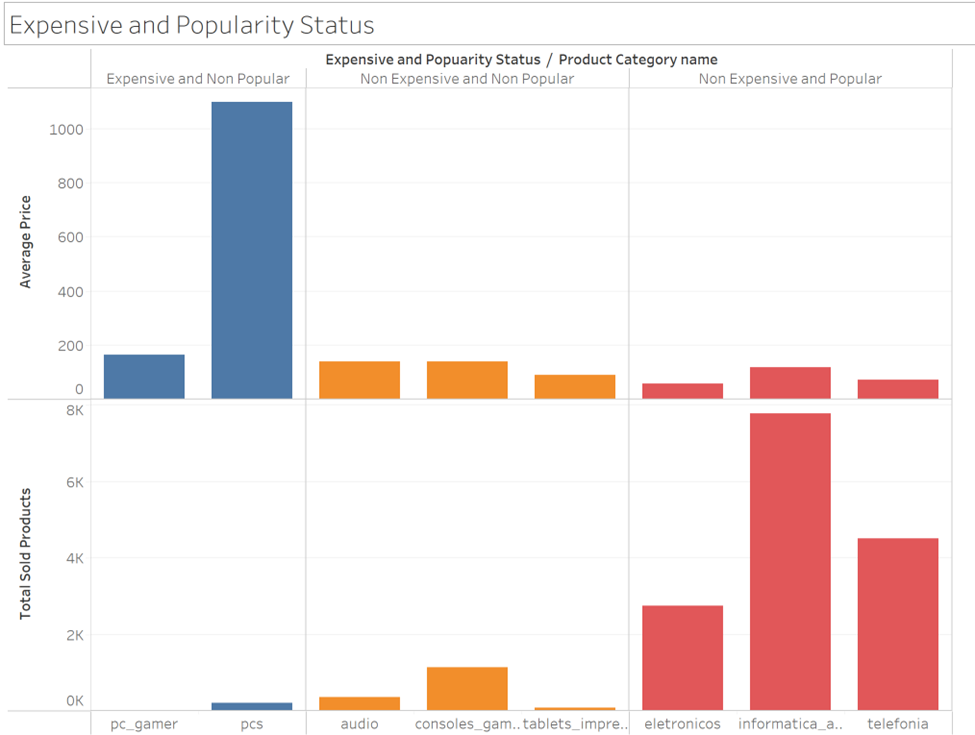 Expensive and Popularity Status
Expensive and Popuarity Status / Product Category name
Expensive and Non Popular
Non Expensive and Non Popular
Non Expensive and Popular
Average Price
1000
800
600
400
200
0
Total Sold Products
8K
6K
4K
2K
0K
pc_gamer
pcs
audio
consoles_gam..
tablets_impre..
eletronicos
informatica_a..
telefonia